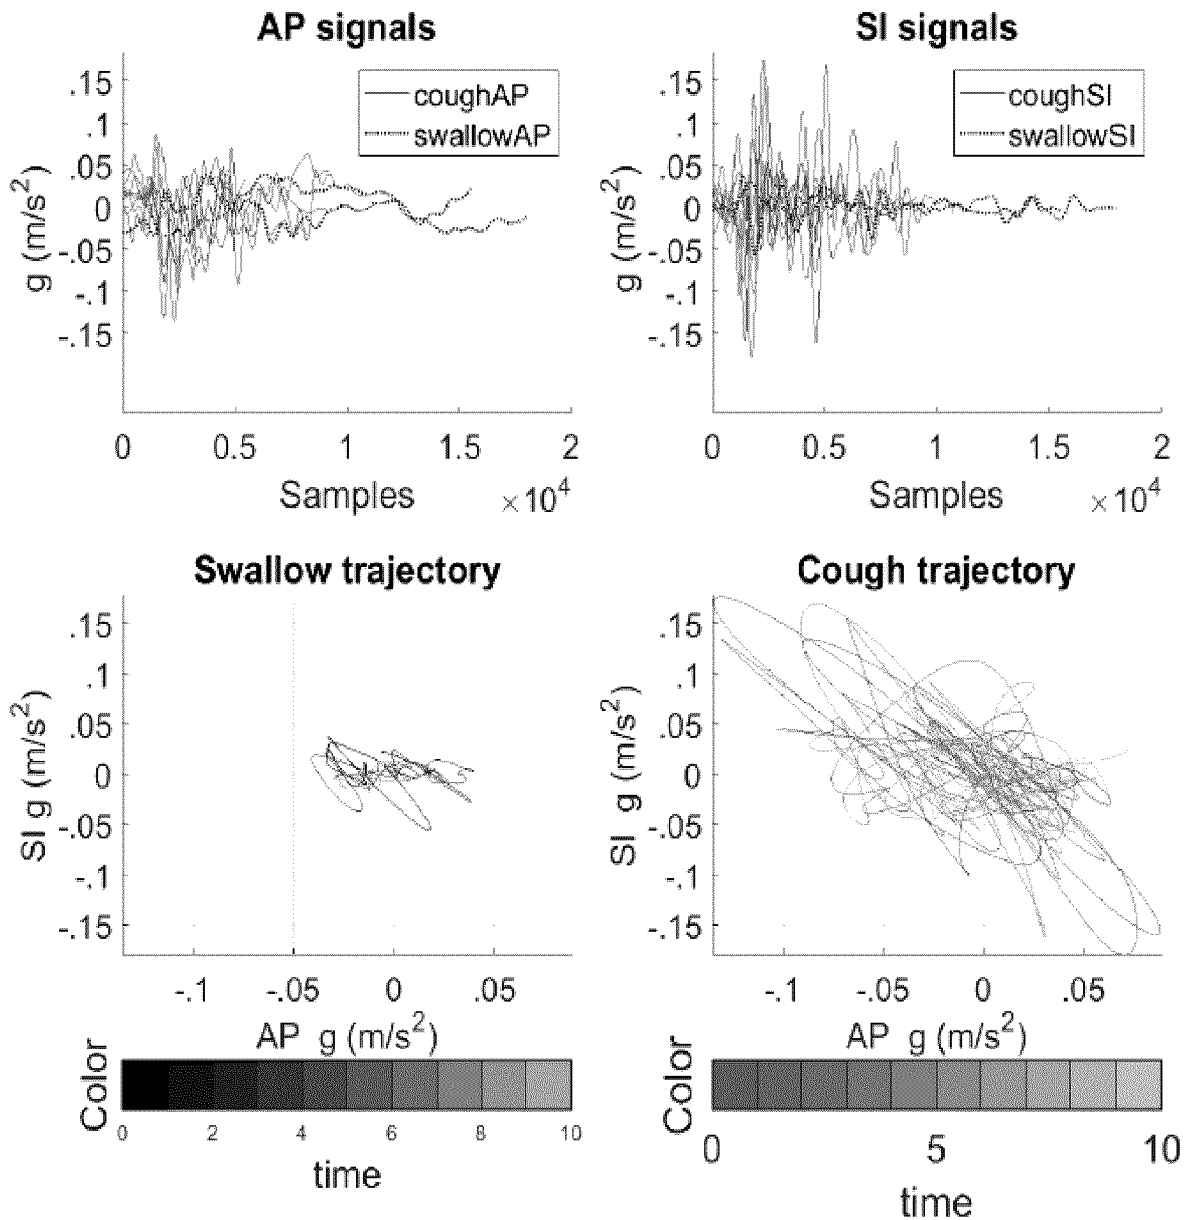 AP signals
g (m/s²)
.15
.1
.05
0
-.05
-.1
-.15
coughAP
swallowAP
0 0.5 1 1.5 2
Samples ×10⁴
SI signals
g (m/s²)
.15
.1
.05
0
-.05
-.1
-.15
coughSI
swallowSI
0 0.5 1 1.5 2
Samples ×10⁴
Swallow trajectory
SI g (m/s²)
.15
.1
.05
0
-.05
-.1
-.15
-.1 -.05 0 .05
AP g (m/s²)
Color
0 2 4 6 8 10
time
Cough trajectory
SI g (m/s²)
.15
.1
.05
0
-.05
-.1
-.15
-.1 -.05 0 .05
AP g (m/s²)
Color
0 5 10
time